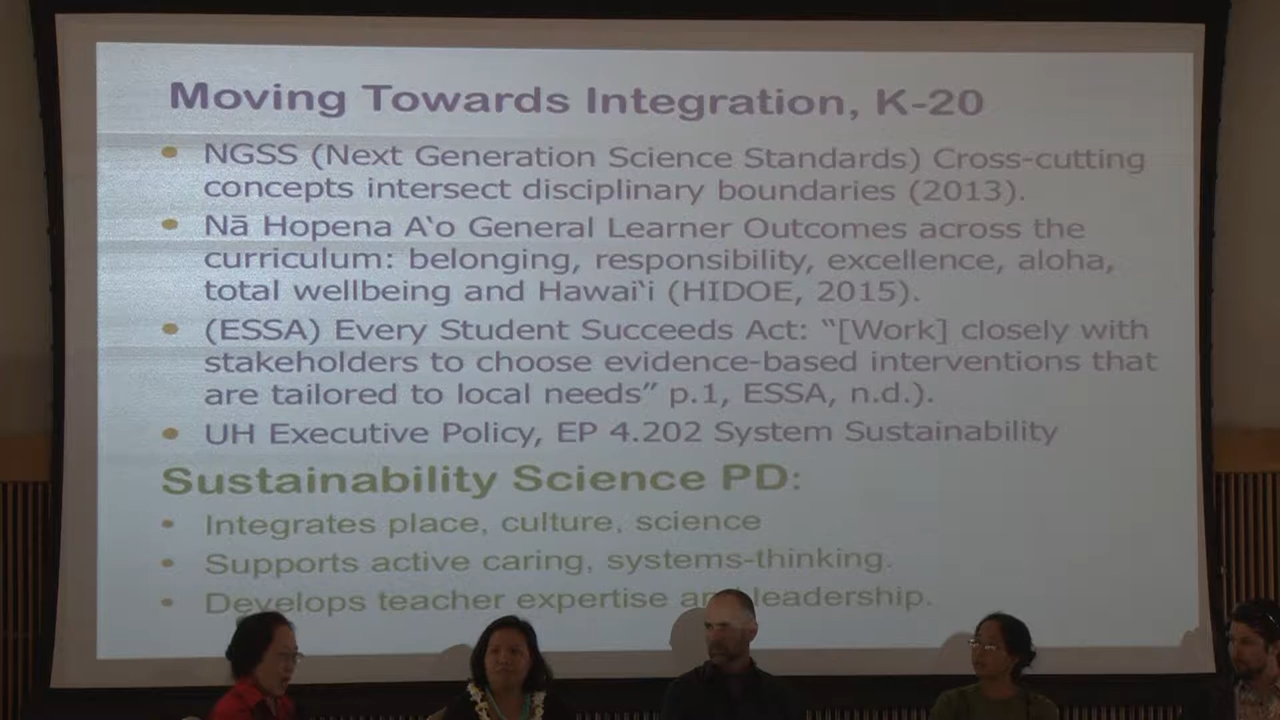 Moving Towards Integration, K-20
• NGSS (Next Generation Science Standards) Cross-cutting
concepts intersect disciplinary boundaries (2013).
• Nā Hopena Aʻo General Learner Outcomes across the
curriculum: belonging, responsibility, excellence, aloha,
total wellbeing and Hawaiʻi (HIDOE, 2015).
• (ESSA) Every Student Succeeds Act: “[Work] closely with
stakeholders to choose evidence-based interventions that
are tailored to local needs” p.1, ESSA, n.d.).
• UH Executive Policy, EP 4.202 System Sustainability
Sustainability Science PD:
• Integrates place, culture, science
• Supports active caring, systems-thinking.
• Develops teacher expertise and leadership.